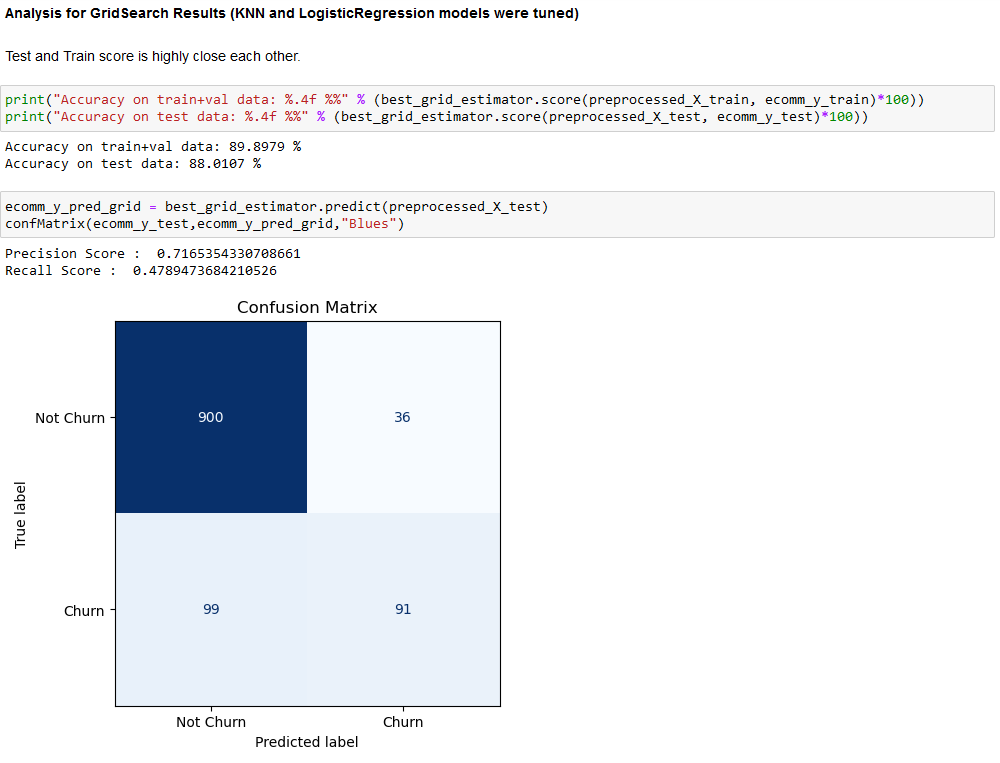 Analysis for GridSearch Results (KNN and LogisticRegression models were tuned)
Test and Train score is highly close each other.
print("Accuracy on train+val data: %.4f %%" % (best_grid_estimator.score(preprocessed_X_train, ecomm_y_train)*100))
print("Accuracy on test data: %.4f %%" % (best_grid_estimator.score(preprocessed_X_test, ecomm_y_test)*100))
Accuracy on train+val data: 89.8979 %
Accuracy on test data: 88.0107 %
ecomm_y_pred_grid = best_grid_estimator.predict(preprocessed_X_test)
confMatrix(ecomm_y_test,ecomm_y_pred_grid,"Blues")
Precision Score :  0.7165354330708661
Recall Score :  0.4789473684210526
Confusion Matrix
Not Churn
900
36
True label
Churn
99
91
Not Churn
Churn
Predicted label